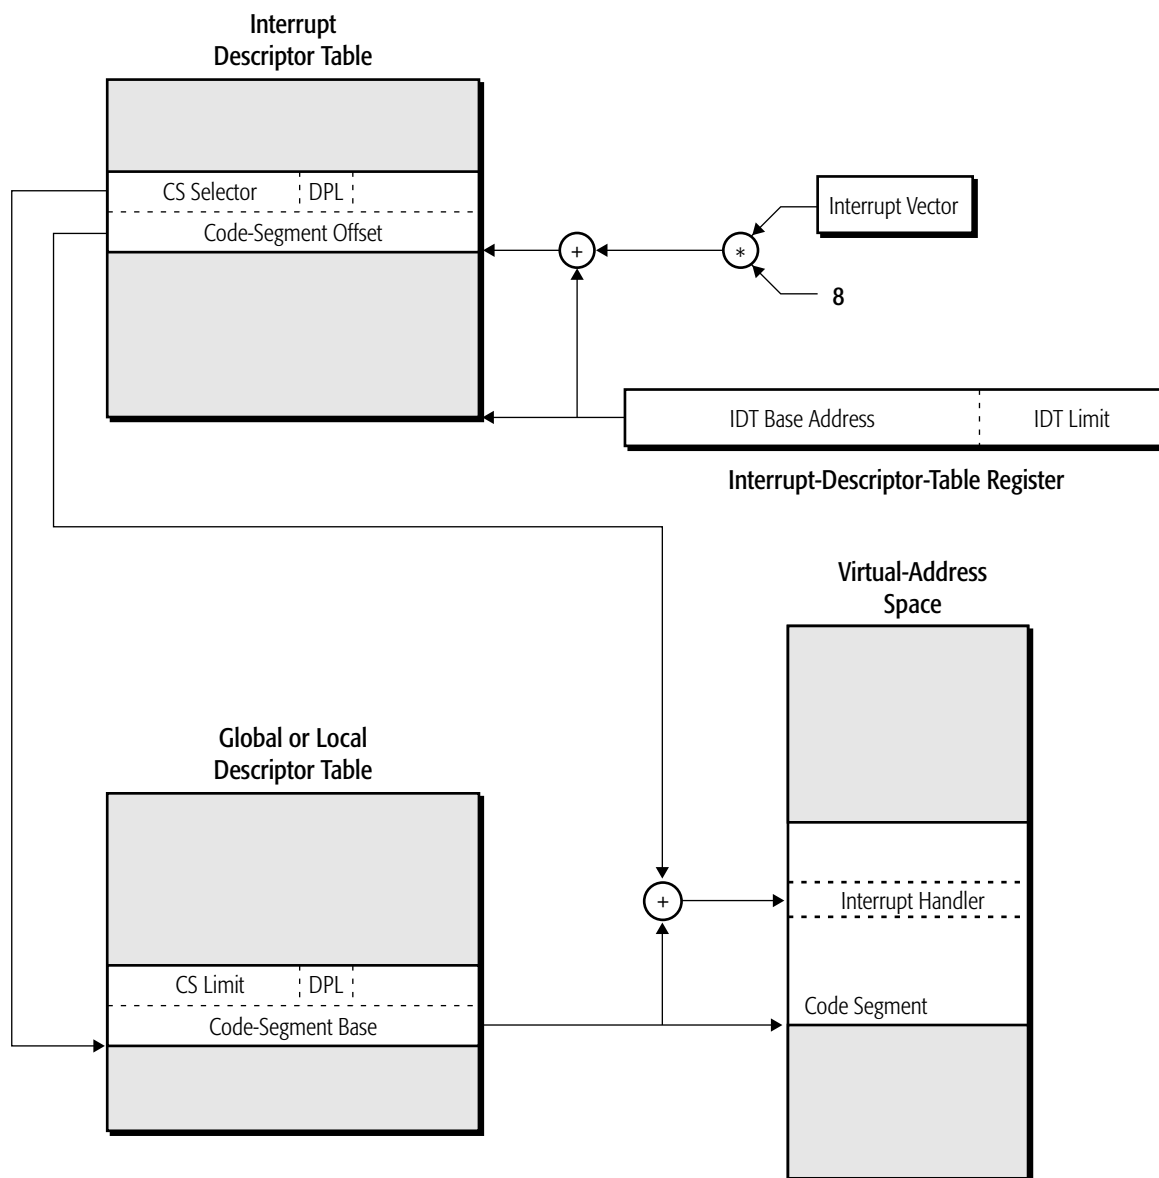 Interrupt
Descriptor Table
CS Selector DPL
Code-Segment Offset
Interrupt Vector
+
*
8
IDT Base Address IDT Limit
Interrupt-Descriptor-Table Register
Virtual-Address
Space
Global or Local
Descriptor Table
+
Interrupt Handler
CS Limit DPL
Code-Segment Base
Code Segment